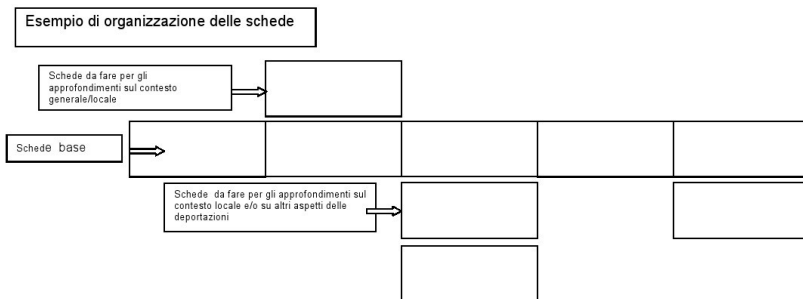 Esempio di organizzazione delle schede
Schede da fare per gli
approfondimenti sul contesto
generale/locale
Schede base
Schede da fare per gli approfondimenti sul
contesto locale e/o su altri aspetti delle
deportazioni